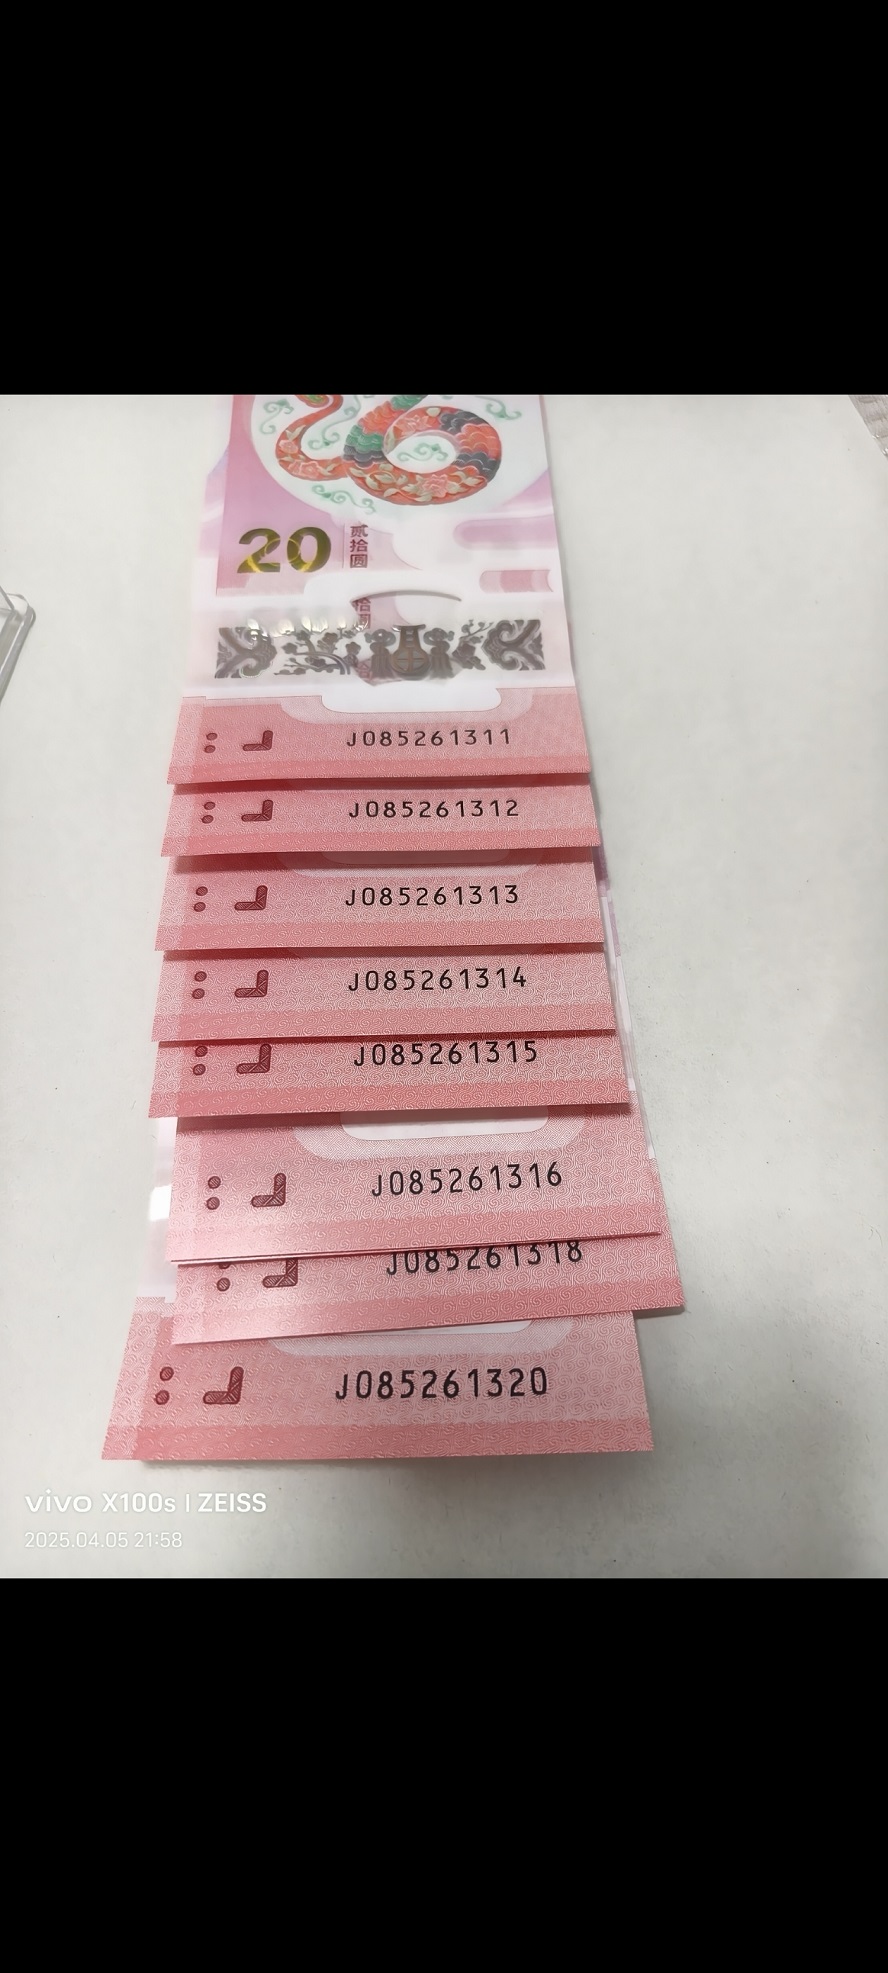 20
贰拾圆
J085261311
J085261312
J085261313
J085261314
J085261315
J085261316
J085261318
J085261320
vivo X100s | ZEISS
2025.04.05 21:58